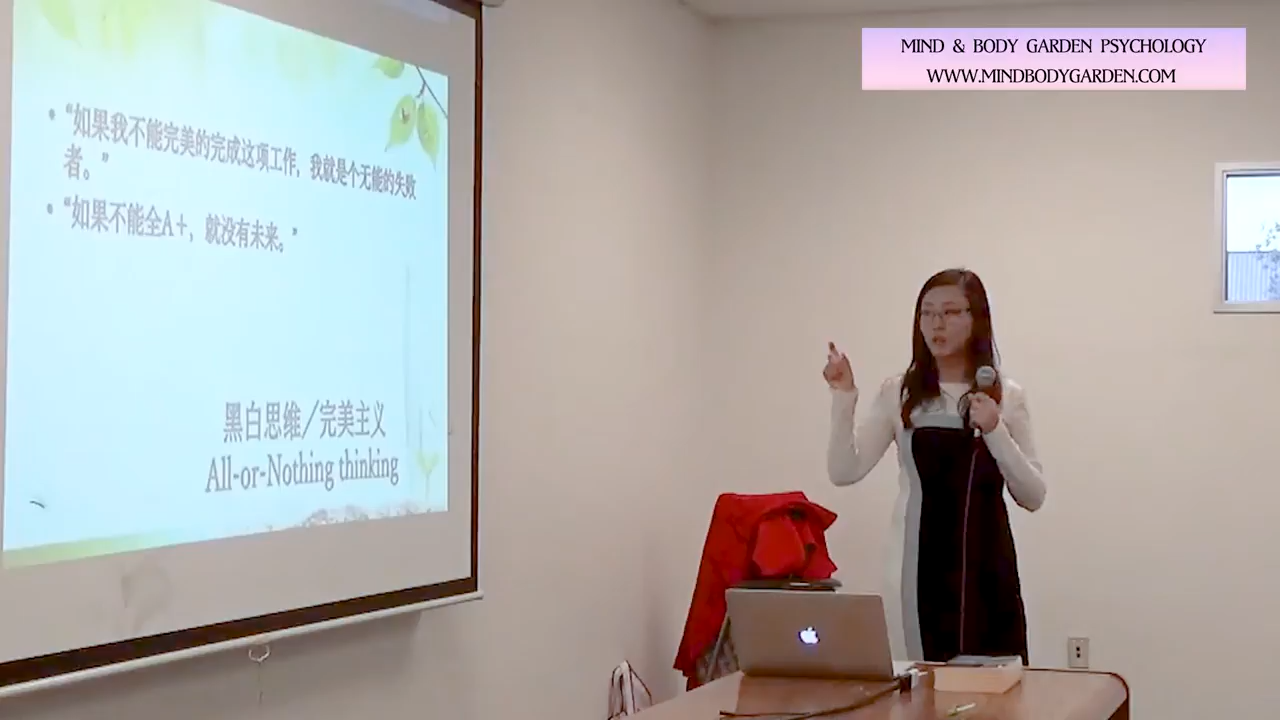 MIND & BODY GARDEN PSYCHOLOGY
WWW.MINDBODYGARDEN.COM
• “如果我不能完美的完成这项工作，我就是个无能的失败
者。”
• “如果不能全A＋，就没有未来。”
黑白思维／完美主义
All-or-Nothing thinking